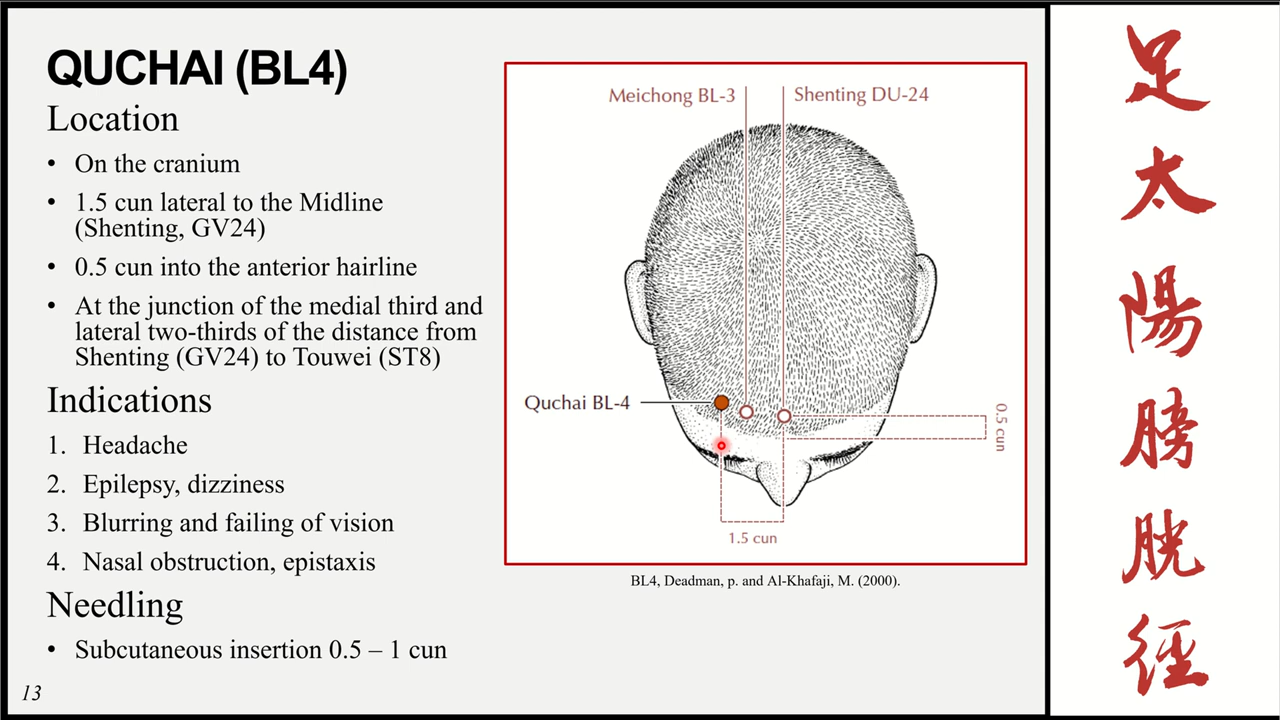 QUCHAI (BL4)
Location
• On the cranium
• 1.5 cun lateral to the Midline
(Shenting, GV24)
• 0.5 cun into the anterior hairline
• At the junction of the medial third and
lateral two-thirds of the distance from
Shenting (GV24) to Touwei (ST8)
Indications
1. Headache
2. Epilepsy, dizziness
3. Blurring and failing of vision
4. Nasal obstruction, epistaxis
Needling
• Subcutaneous insertion 0.5 – 1 cun
13
Meichong BL-3
Shenting DU-24
Quchai BL-4
0.5 cun
1.5 cun
BL4, Deadman, p. and Al-Khafaji, M. (2000).
足太陽膀胱徑